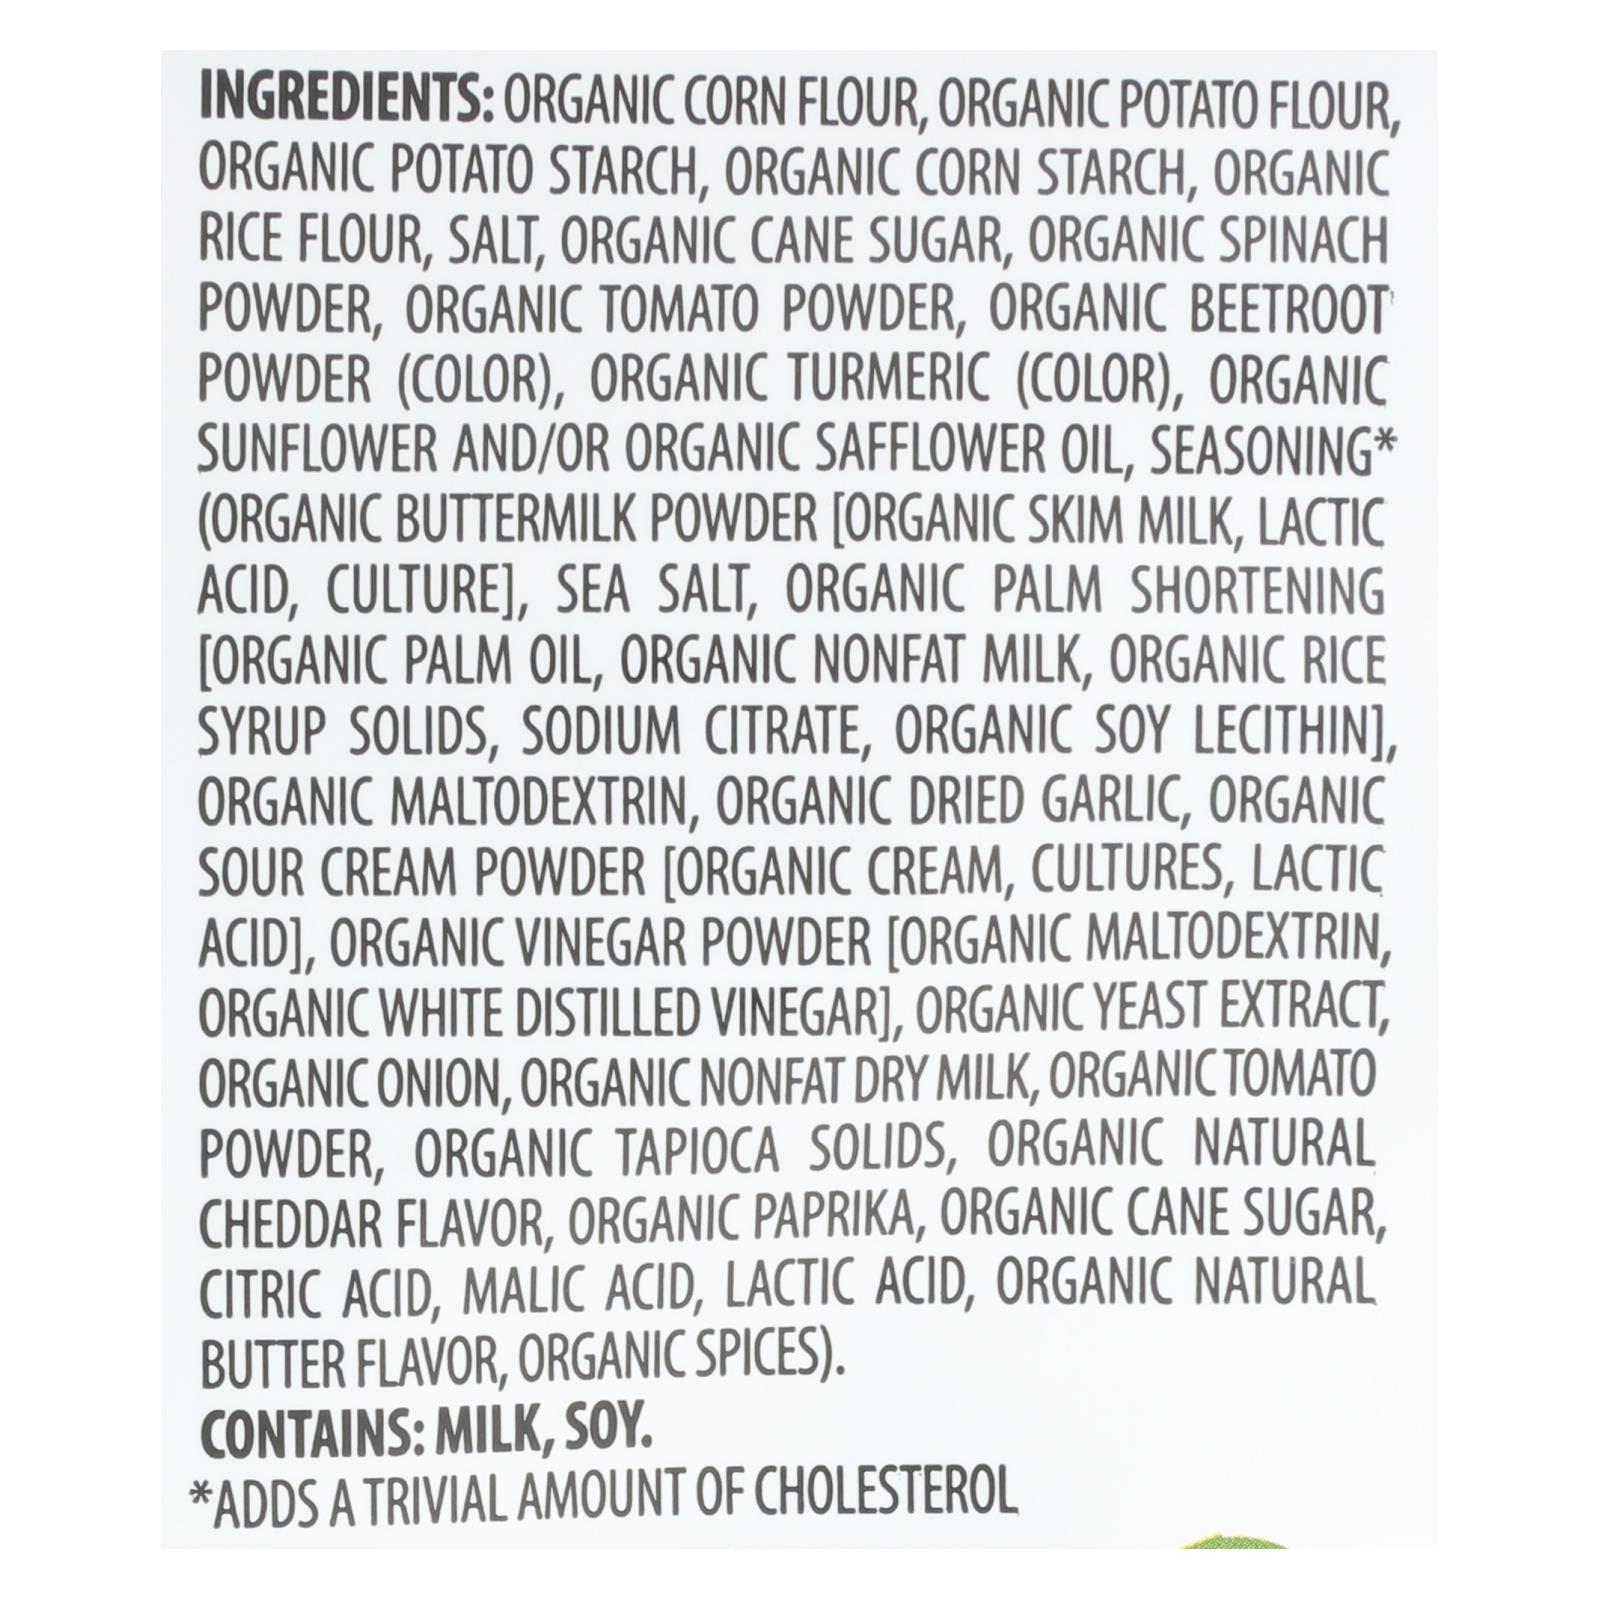 INGREDIENTS: ORGANIC CORN FLOUR, ORGANIC POTATO FLOUR,
ORGANIC POTATO STARCH, ORGANIC CORN STARCH, ORGANIC
RICE FLOUR, SALT, ORGANIC CANE SUGAR, ORGANIC SPINACH
POWDER, ORGANIC TOMATO POWDER, ORGANIC BEETROOT
POWDER (COLOR), ORGANIC TURMERIC (COLOR), ORGANIC
SUNFLOWER AND/OR ORGANIC SAFFLOWER OIL, SEASONING*
(ORGANIC BUTTERMILK POWDER [ORGANIC SKIM MILK, LACTIC
ACID, CULTURE], SEA SALT, ORGANIC PALM SHORTENING
[ORGANIC PALM OIL, ORGANIC NONFAT MILK, ORGANIC RICE
SYRUP SOLIDS, SODIUM CITRATE, ORGANIC SOY LECITHIN],
ORGANIC MALTODEXTRIN, ORGANIC DRIED GARLIC, ORGANIC
SOUR CREAM POWDER [ORGANIC CREAM, CULTURES, LACTIC
ACID], ORGANIC VINEGAR POWDER [ORGANIC MALTODEXTRIN,
ORGANIC WHITE DISTILLED VINEGAR], ORGANIC YEAST EXTRACT,
ORGANIC ONION, ORGANIC NONFAT DRY MILK, ORGANIC TOMATO
POWDER, ORGANIC TAPIOCA SOLIDS, ORGANIC NATURAL
CHEDDAR FLAVOR, ORGANIC PAPRIKA, ORGANIC CANE SUGAR,
CITRIC ACID, MALIC ACID, LACTIC ACID, ORGANIC NATURAL
BUTTER FLAVOR, ORGANIC SPICES).
CONTAINS: MILK, SOY.
*ADDS A TRIVIAL AMOUNT OF CHOLESTEROL